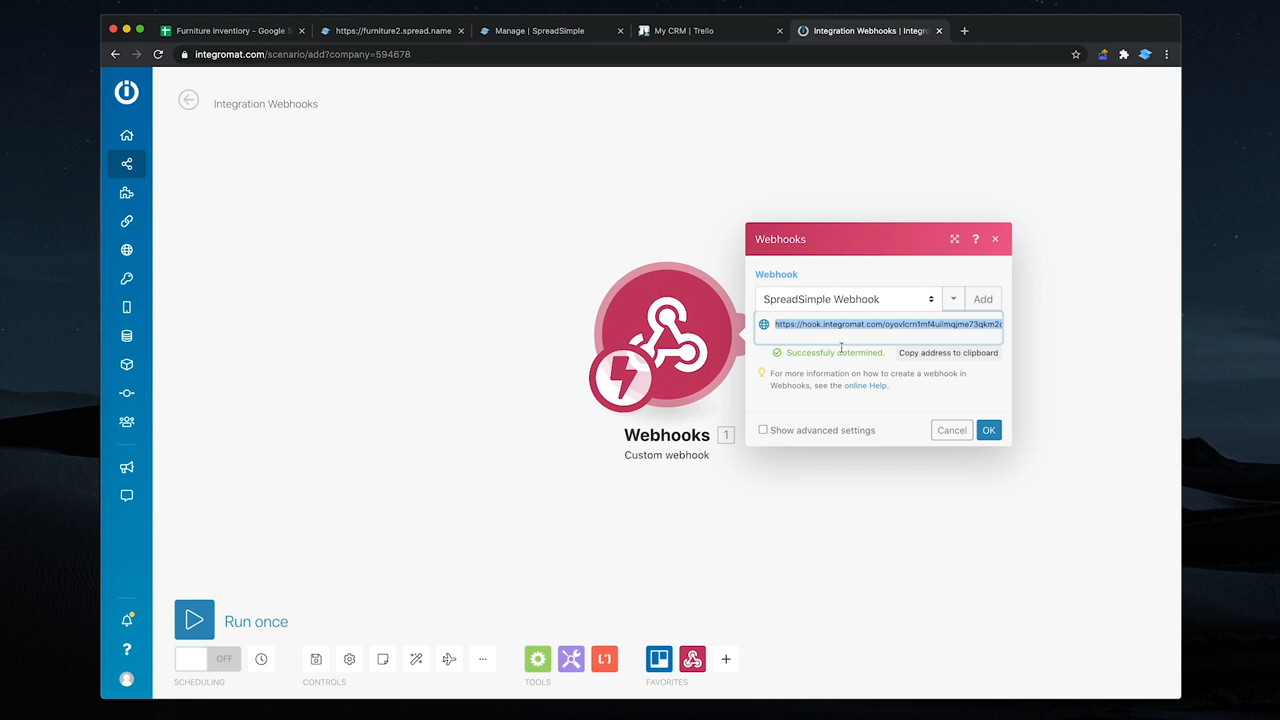 Furniture inventiory - Google S
https://furniture2.spread.name
Manage | SpreadSimple
My CRM | Trello
Integration Webhooks | Integro
integromat.com/scenario/add?company=594678
Integration Webhooks
Webhooks
Webhook
SpreadSimple Webhook
Add
Successfuly determined.
Copy address to clipboard
For more information on how to create a webhook in
Webhooks, see the online Help.
Show advanced settings
Cancel
OK
Webhooks
1
Custom webhook
Run once
OFF
SCHEDULING
CONTROLS
TOOLS
FAVORITES